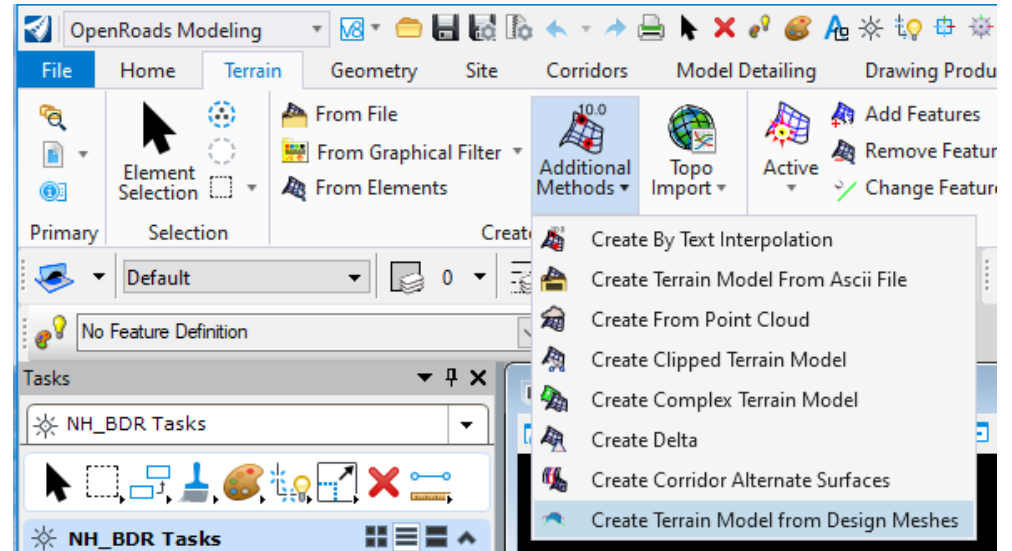 OpenRoads Modeling
File Home Terrain Geometry Site Corridors Model Detailing Drawing Produ
From File
From Graphical Filter
From Elements
Element
Selection
10.0
Additional
Methods
Topo
Import
Active
Add Features
Remove Featur
Change Feature
Primary Selection Create
Create By Text Interpolation
Create Terrain Model From Ascii File
Create From Point Cloud
Create Clipped Terrain Model
Create Complex Terrain Model
Create Delta
Create Corridor Alternate Surfaces
Create Terrain Model from Design Meshes
Default 0
No Feature Definition
Tasks
NH_BDR Tasks
NH_BDR Tasks